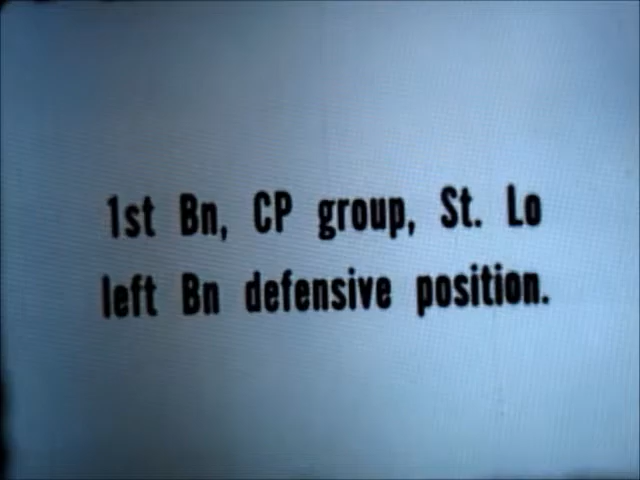 1st Bn, CP group, St. Lo
left Bn defensive position.